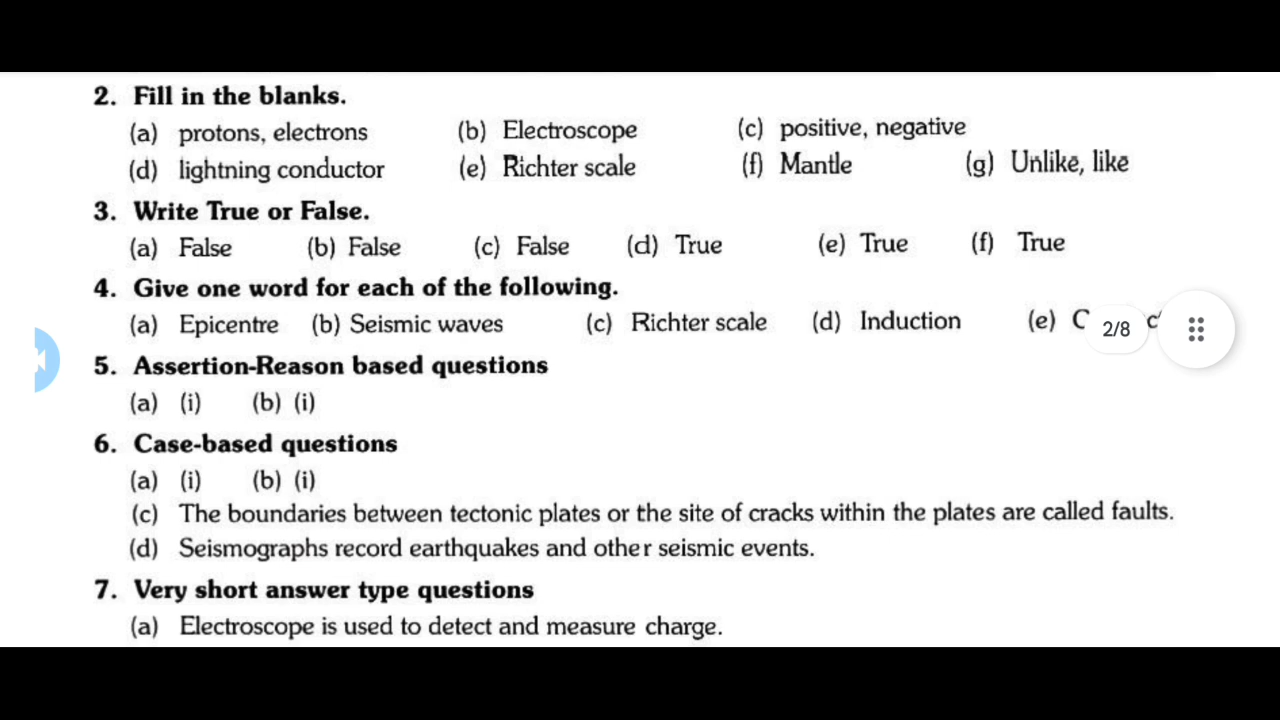 2. Fill in the blanks.
(a) protons, electrons (b) Electroscope (c) positive, negative
(d) lightning conductor (e) Richter scale (f) Mantle (g) Unlike, like
3. Write True or False.
(a) False (b) False (c) False (d) True (e) True (f) True
4. Give one word for each of the following.
(a) Epicentre (b) Seismic waves (c) Richter scale (d) Induction (e)
2/8
5. Assertion-Reason based questions
(a) (i) (b) (i)
6. Case-based questions
(a) (i) (b) (i)
(c) The boundaries between tectonic plates or the site of cracks within the plates are called faults.
(d) Seismographs record earthquakes and other seismic events.
7. Very short answer type questions
(a) Electroscope is used to detect and measure charge.